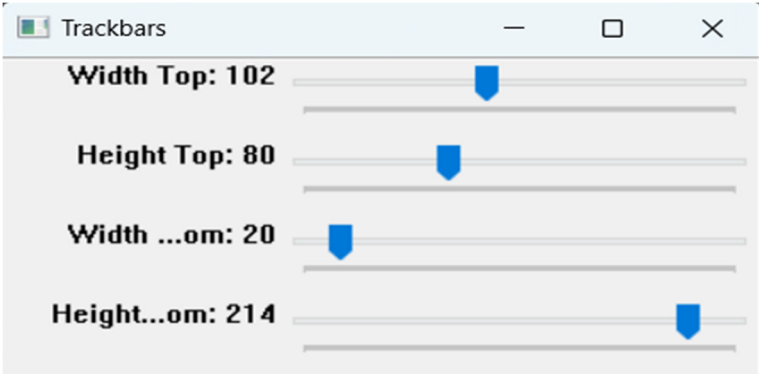 Trackbars
Width Top: 102
Height Top: 80
Width ...om: 20
Height...om: 214